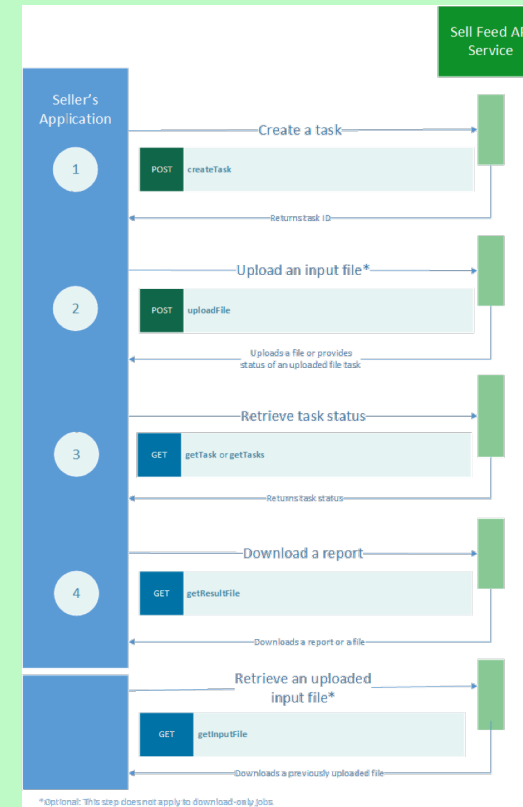 Sell Feed AP
Service
Seller's
Application
Create a task
1
POST createTask
Returns task ID
Upload an input file*
2
POST uploadFile
Uploads a file or provides
status of an uploaded file task
Retrieve task status
3
GET getTask or getTasks
Returns task status
Download a report
4
GET getResultFile
Downloads a report or a file
Retrieve an uploaded
input file*
GET getInputFile
Downloads a previously uploaded file
*Optional: This step does not apply to download-only jobs